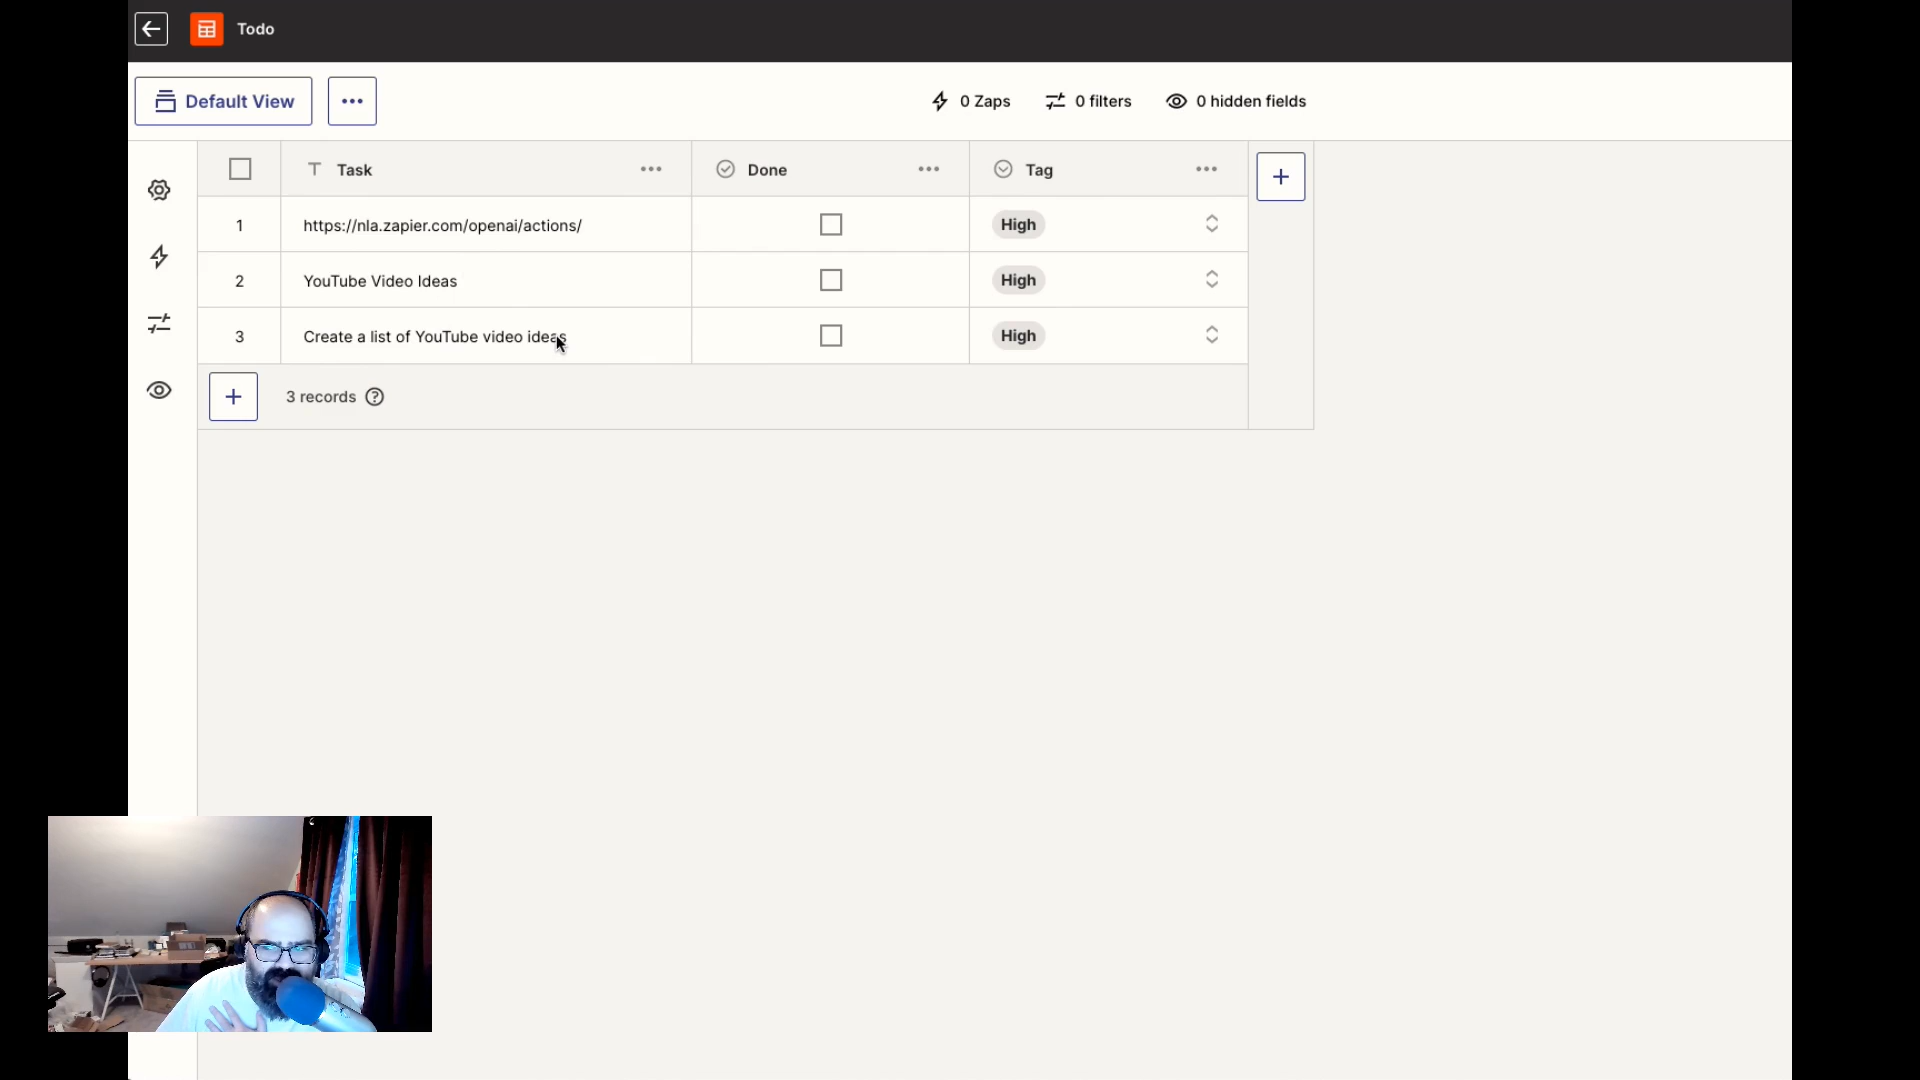 Todo
Default View
0 Zaps
0 filters
0 hidden fields
Task
Done
Tag
1
https://nla.zapier.com/openai/actions/
High
2
YouTube Video Ideas
High
3
Create a list of YouTube video ideas
High
3 records